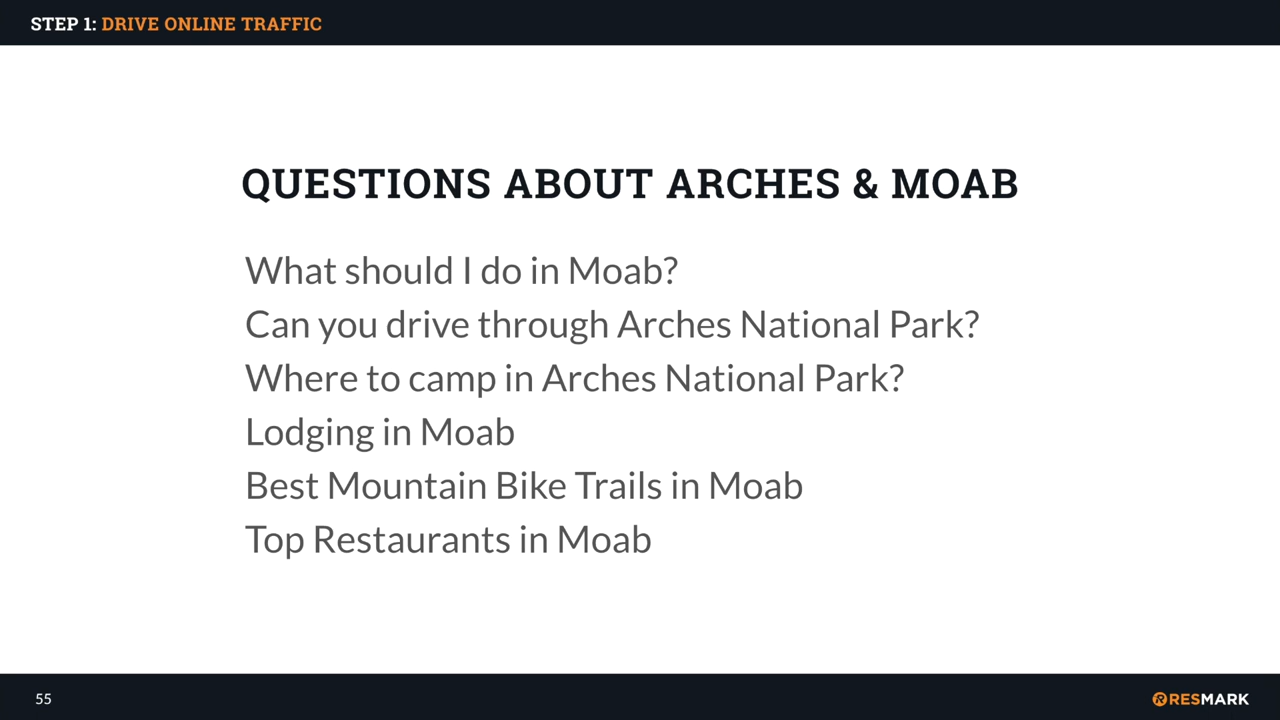 STEP 1: DRIVE ONLINE TRAFFIC
QUESTIONS ABOUT ARCHES & MOAB
What should I do in Moab?
Can you drive through Arches National Park?
Where to camp in Arches National Park?
Lodging in Moab
Best Mountain Bike Trails in Moab
Top Restaurants in Moab
55
RESMARK